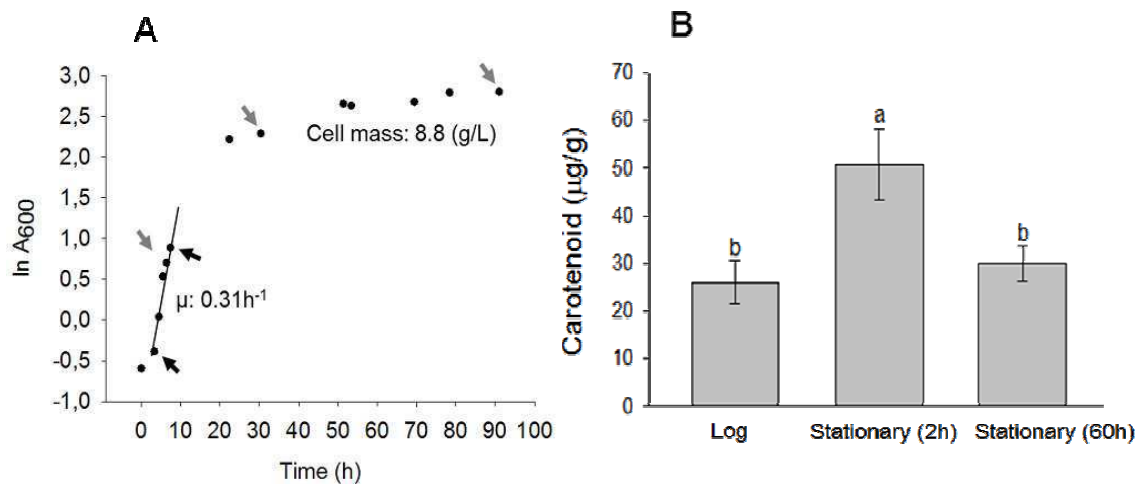 A
3,0
2,5
2,0
1,5
1,0
0,5
0,0
-0,5
-1,0
ln A600
Cell mass: 8.8 (g/L)
µ: 0.31h-1
0 10 20 30 40 50 60 70 80 90 100
Time (h)
B
70
60
50
40
30
20
10
0
Carotenoid (µg/g)
b
a
b
Log Stationary (2h) Stationary (60h)